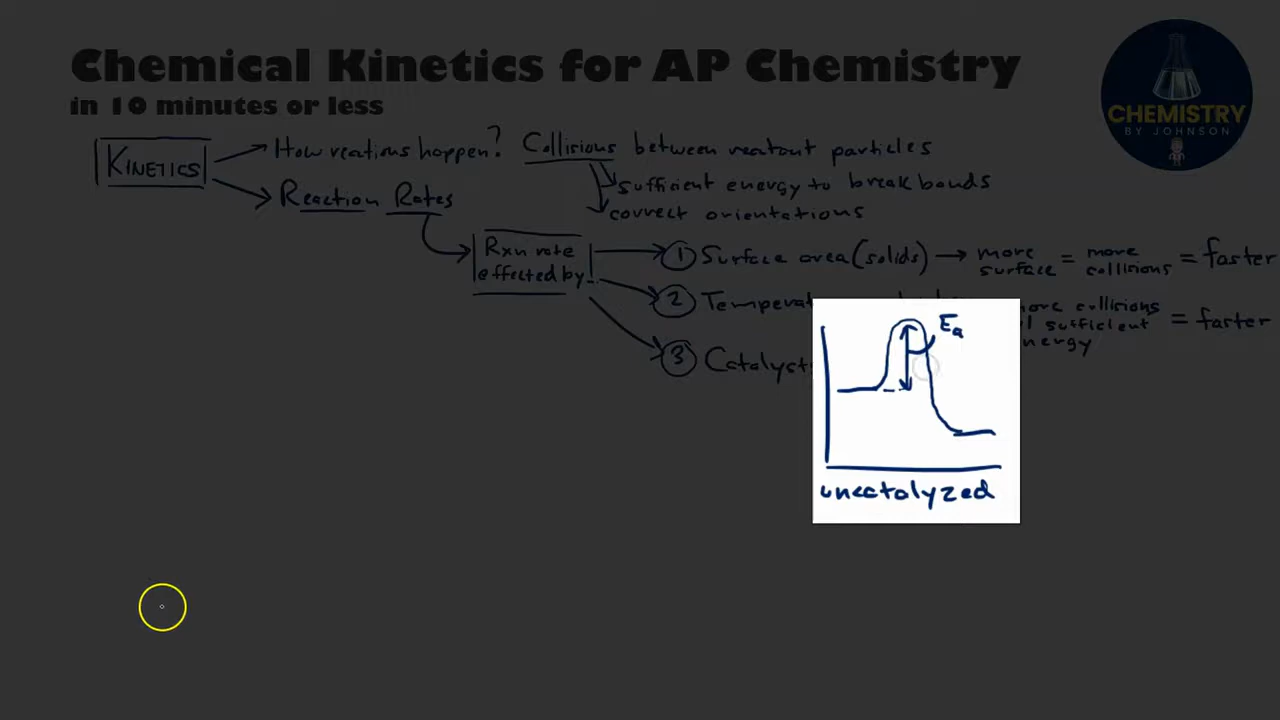 Chemical Kinetics for AP Chemistry
in 10 minutes or less
CHEMISTRY
BY JOHNSON
KINETICS
How reactions happen? Collisions between reactant particles
sufficient energy to break bonds
correct orientations
Reaction Rates
Rxn rate
effected by...
① Surface area (solids) → more surface = more collisions = faster
② more collisions
sufficient
energy
= faster
③ Catalysts
Ea
uncatalyzed